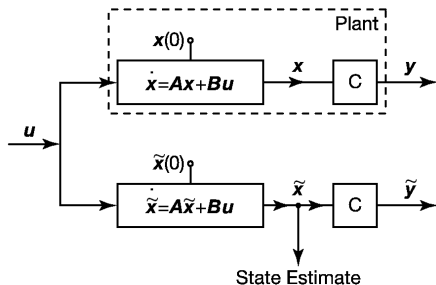 Plant
x(0)
ẋ=Ax+Bu
x
C
y
u
x̃(0)
x̃̇=Ax̃+Bu
x̃
C
ỹ
State Estimate